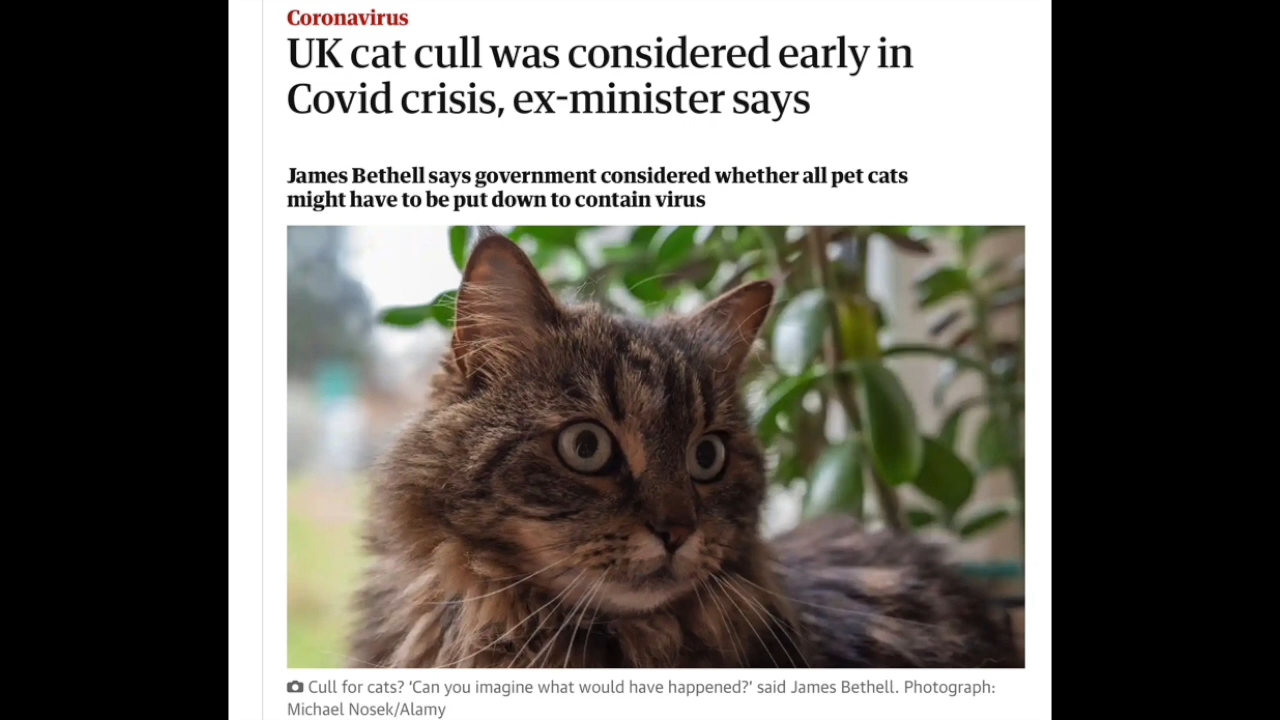 Coronavirus
UK cat cull was considered early in
Covid crisis, ex-minister says
James Bethell says government considered whether all pet cats
might have to be put down to contain virus
Cull for cats? ‘Can you imagine what would have happened?’ said James Bethell. Photograph:
Michael Nosek/Alamy